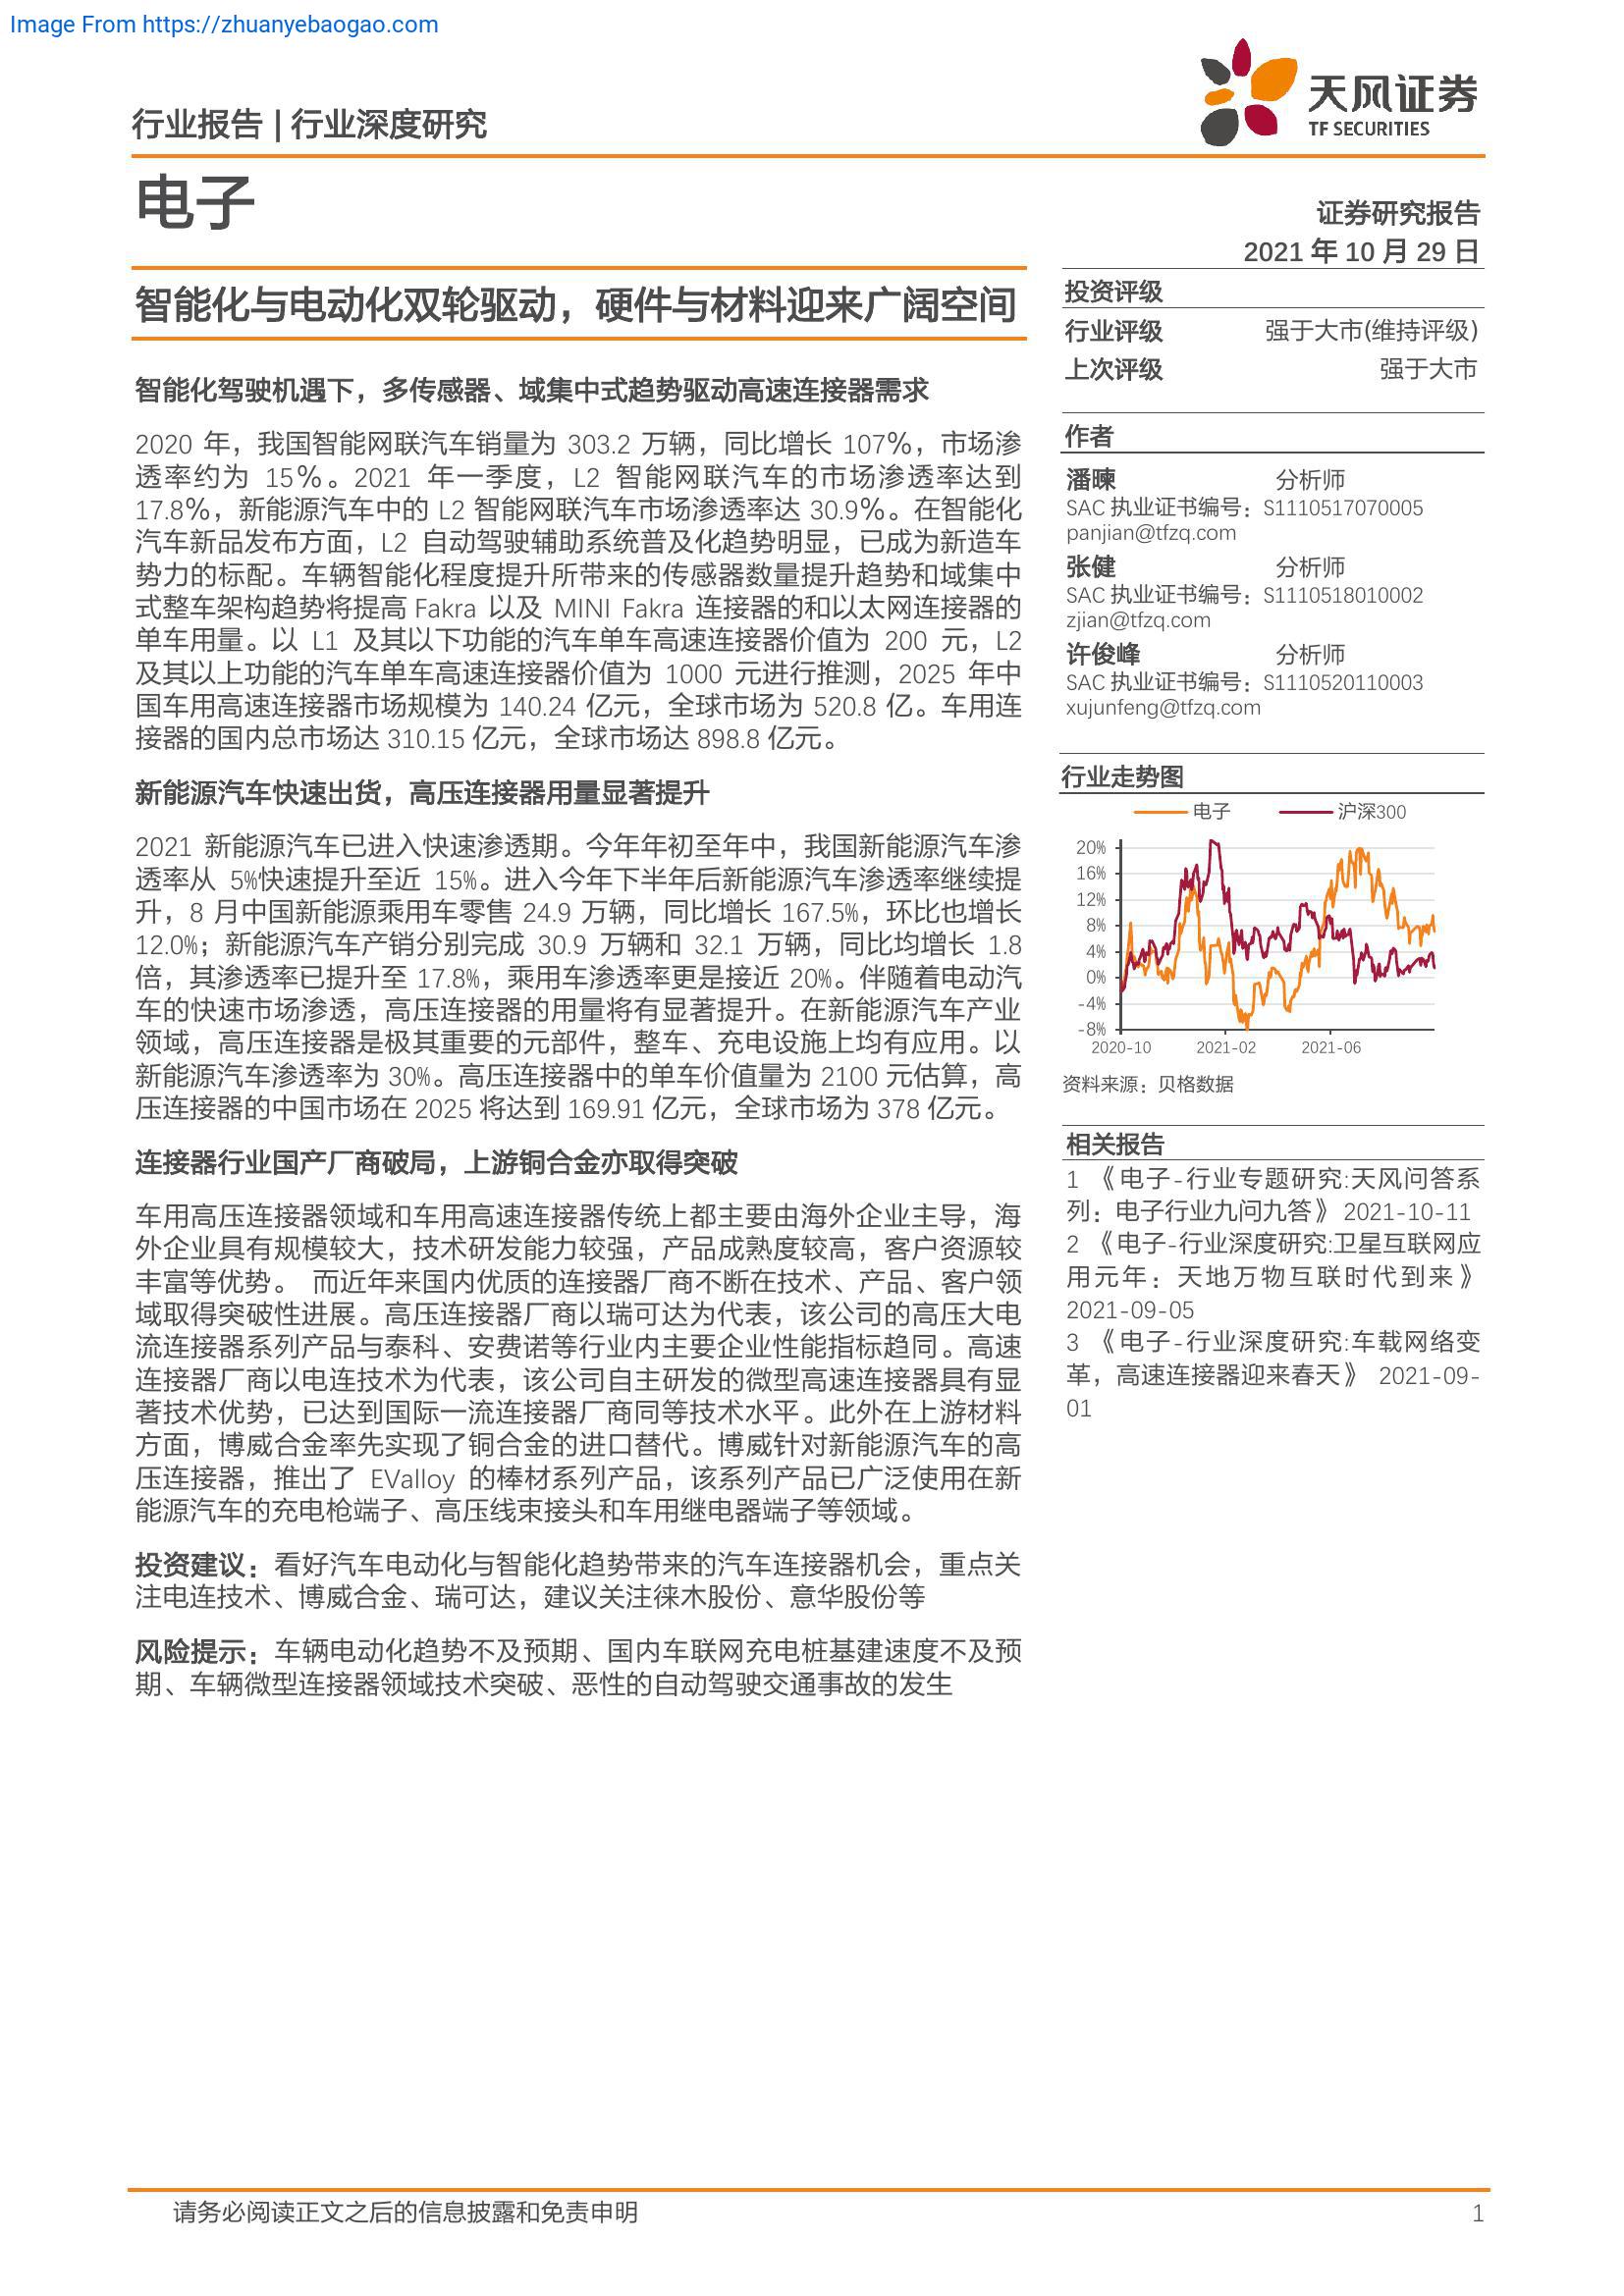 Image From https://zhuanyebaogao.com
行业报告 | 行业深度研究
天风证券
TF SECURITIES
电子
证券研究报告
2021 年 10 月 29 日
智能化与电动化双轮驱动，硬件与材料迎来广阔空间
智能化驾驶机遇下，多传感器、域集中式趋势驱动高速连接器需求
2020 年，我国智能网联汽车销量为 303.2 万辆，同比增长 107%，市场渗
透率约为 15%。2021 年一季度，L2 智能网联汽车的市场渗透率达到
17.8%，新能源汽车中的 L2 智能网联汽车市场渗透率达 30.9%。在智能化
汽车新品发布方面，L2 自动驾驶辅助系统普及化趋势明显，已成为新造车
势力的标配。车辆智能化程度提升所带来的传感器数量提升趋势和域集中
式整车架构趋势将提高 Fakra 以及 MINI Fakra 连接器的和以太网连接器的
单车用量。以 L1 及其以下功能的汽车单车高速连接器价值为 200 元，L2
及其以上功能的汽车单车高速连接器价值为 1000 元进行推测，2025 年中
国车用高速连接器市场规模为 140.24 亿元，全球市场为 520.8 亿。车用连
接器的国内总市场达 310.15 亿元，全球市场达 898.8 亿元。
新能源汽车快速出货，高压连接器用量显著提升
2021 新能源汽车已进入快速渗透期。今年年初至年中，我国新能源汽车渗
透率从 5%快速提升至近 15%。进入今年下半年后新能源汽车渗透率继续提
升，8 月中国新能源乘用车零售 24.9 万辆，同比增长 167.5%，环比也增长
12.0%；新能源汽车产销分别完成 30.9 万辆和 32.1 万辆，同比均增长 1.8
倍，其渗透率已提升至 17.8%，乘用车渗透率更是接近 20%。伴随着电动汽
车的快速市场渗透，高压连接器的用量将有显著提升。在新能源汽车产业
领域，高压连接器是极其重要的元部件，整车、充电设施上均有应用。以
新能源汽车渗透率为 30%。高压连接器中的单车价值量为 2100 元估算，高
压连接器的中国市场在 2025 将达到 169.91 亿元，全球市场为 378 亿元。
连接器行业国产厂商破局，上游铜合金亦取得突破
车用高压连接器领域和车用高速连接器传统上都主要由海外企业主导，海
外企业具有规模较大，技术研发能力较强，产品成熟度较高，客户资源较
丰富等优势。 而近年来国内优质的连接器厂商不断在技术、产品、客户领
域取得突破性进展。高压连接器厂商以瑞可达为代表，该公司的高压大电
流连接器系列产品与泰科、安费诺等行业内主要企业性能指标趋同。高速
连接器厂商以电连技术为代表，该公司自主研发的微型高速连接器具有显
著技术优势，已达到国际一流连接器厂商同等技术水平。此外在上游材料
方面，博威合金率先实现了铜合金的进口替代。博威针对新能源汽车的高
压连接器，推出了 EValloy 的棒材系列产品，该系列产品已广泛使用在新
能源汽车的充电枪端子、高压线束接头和车用继电器端子等领域。
投资建议：看好汽车电动化与智能化趋势带来的汽车连接器机会，重点关
注电连技术、博威合金、瑞可达，建议关注徕木股份、意华股份等
风险提示：车辆电动化趋势不及预期、国内车联网充电桩基建速度不及预
期、车辆微型连接器领域技术突破、恶性的自动驾驶交通事故的发生
投资评级
行业评级 强于大市(维持评级)
上次评级 强于大市
作者
潘暕 分析师
SAC 执业证书编号：S1110517070005
panjian@tfzq.com
张健 分析师
SAC 执业证书编号：S1110518010002
zjian@tfzq.com
许俊峰 分析师
SAC 执业证书编号：S1110520110003
xujunfeng@tfzq.com
行业走势图
电子 沪深300
20%
16%
12%
8%
4%
0%
-4%
-8%
2020-10 2021-02 2021-06
资料来源：贝格数据
相关报告
1 《电子-行业专题研究:天风问答系
列：电子行业九问九答》 2021-10-11
2 《电子-行业深度研究:卫星互联网应
用元年：天地万物互联时代到来》
2021-09-05
3 《电子-行业深度研究:车载网络变
革，高速连接器迎来春天》 2021-09-
01
请务必阅读正文之后的信息披露和免责申明 1